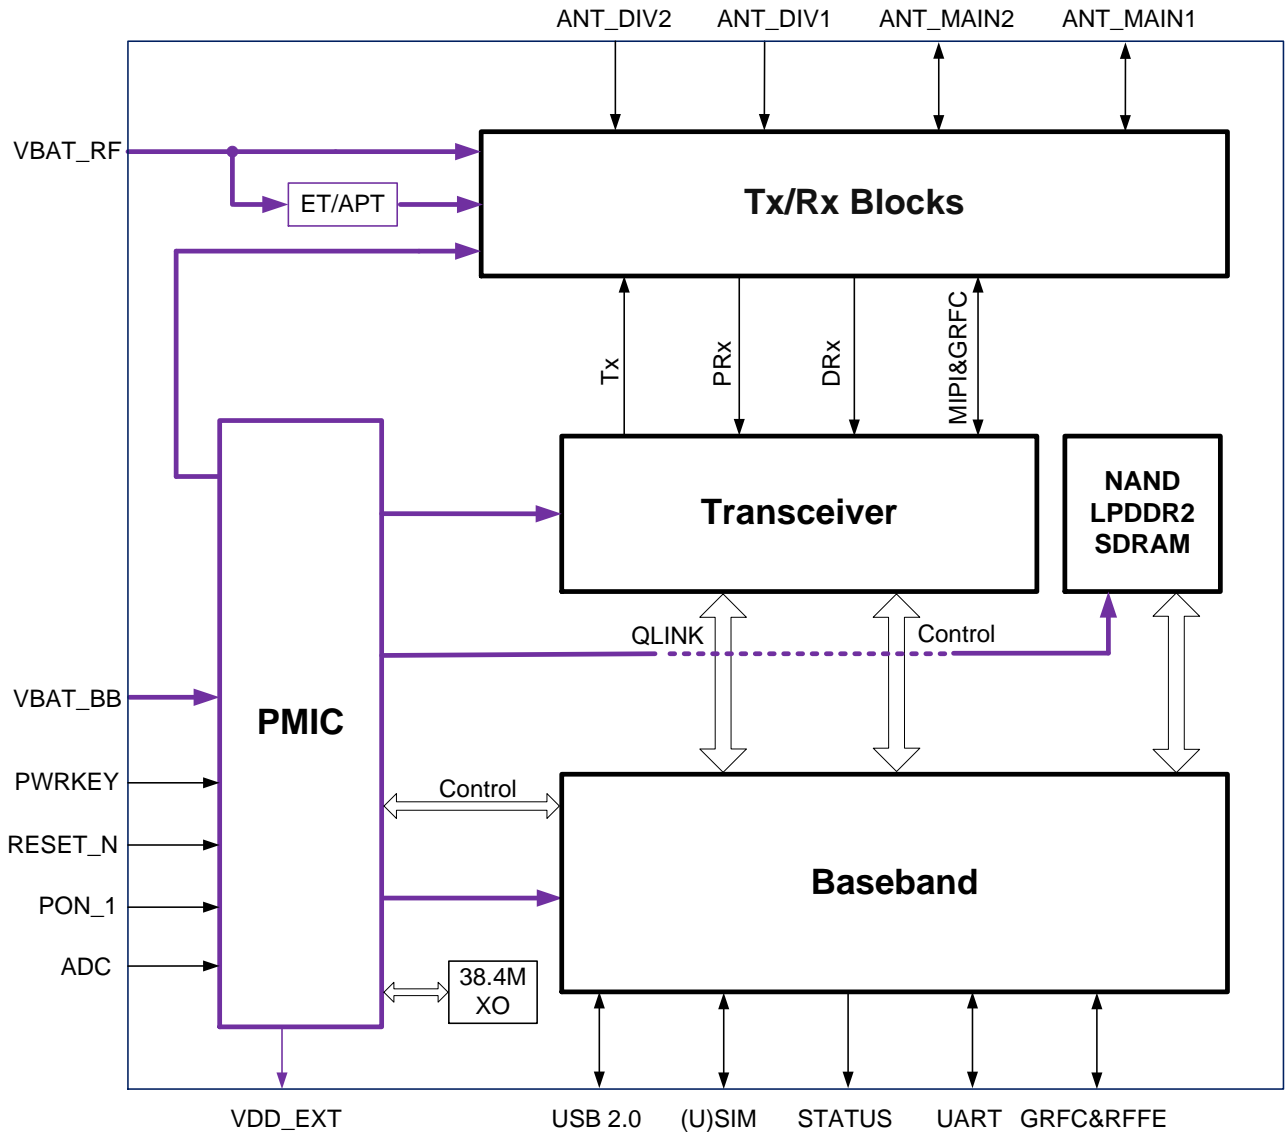 ANT_DIV2
ANT_DIV1
ANT_MAIN2
ANT_MAIN1
VBAT_RF
ET/APT
Tx/Rx Blocks
Tx
PRx
DRx
MIPI&GRFC
Transceiver
NAND
LPDDR2
SDRAM
QLINK
Control
VBAT_BB
PMIC
PWRKEY
Control
RESET_N
Baseband
PON_1
ADC
38.4M
XO
VDD_EXT
USB 2.0
(U)SIM
STATUS
UART
GRFC&RFFE